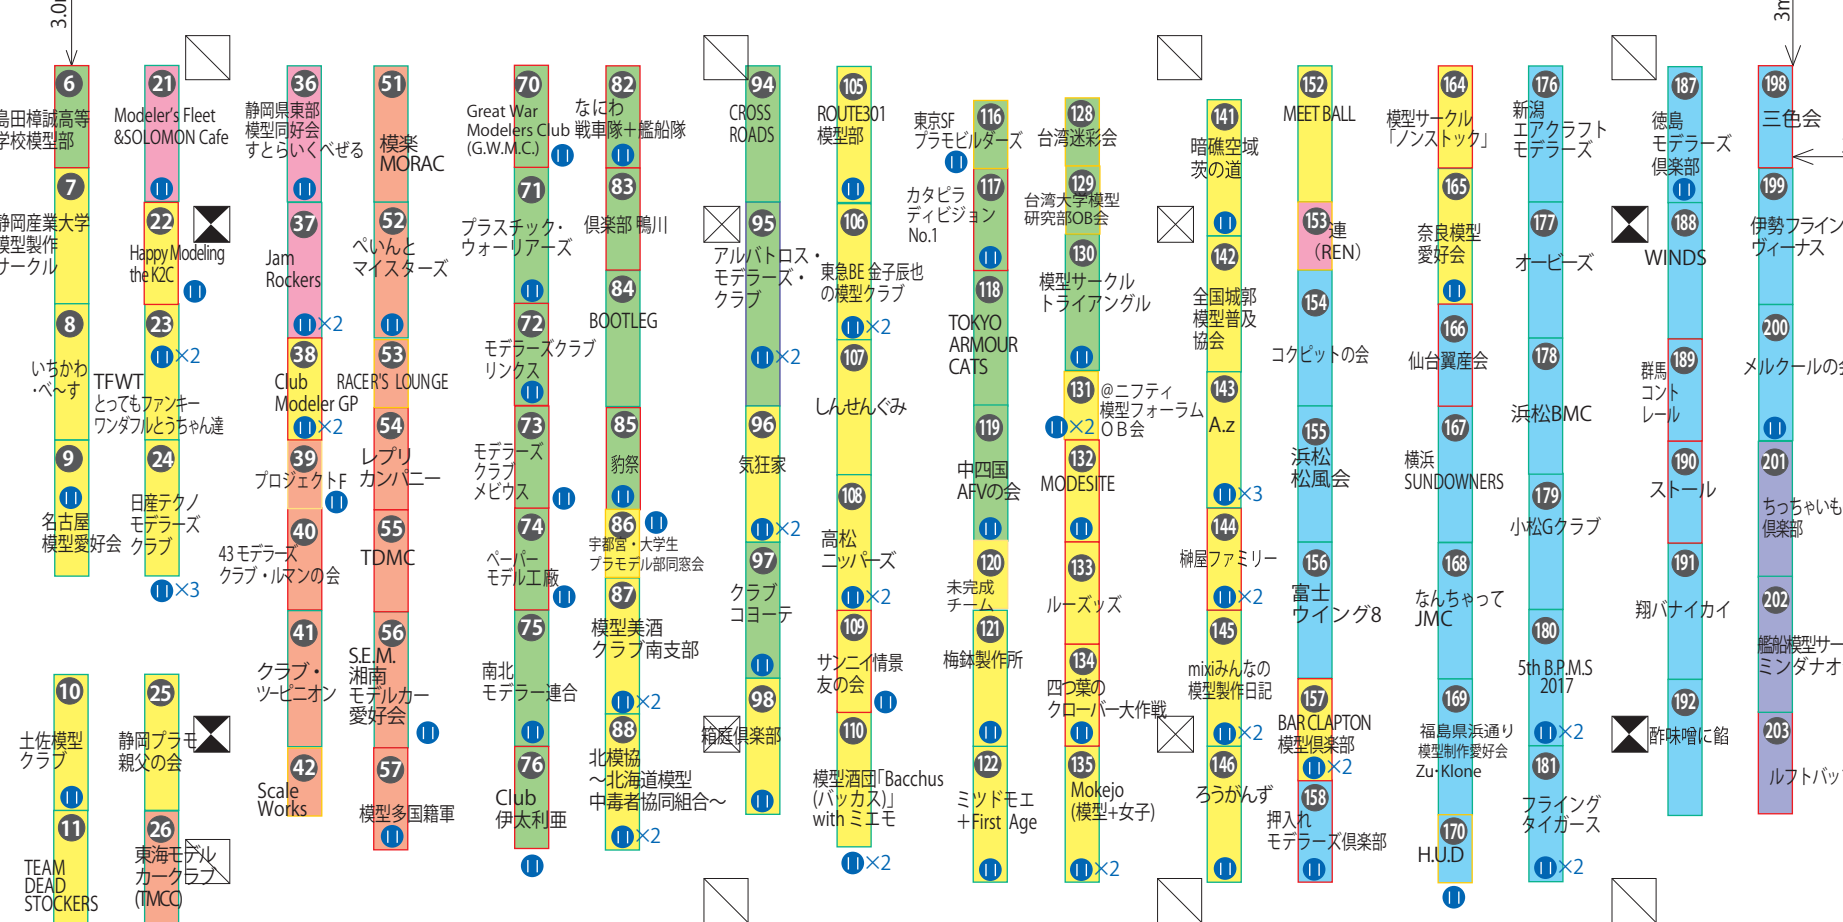 3.0
6
島田樟誠高等
学校模型部
7
静岡産業大学
模型製作
サークル
8
いちかわ
・べ〜す
9
名古屋
模型愛好会
10
土佐模型
クラブ
11
TEAM
DEAD
STOCKERS
21
Modeler's Fleet
&SOLOMON Cafe
22
Happy Modeling
the K2C
23
×2
TFWT
とってもファンキー
ワンダフルとうちゃん達
24
日産テクノ
モデラーズ
クラブ
×3
25
静岡プラモ
親父の会
26
東海モデル
カークラブ
(TMCC)
36
静岡県東部
模型同好会
すとらいくべぜる
37
Jam
Rockers
×2
38
Club
Modeler GP
×2
39
プロジェクトF
40
43モデラーズ
クラブ・ルマンの会
41
クラブ・
ツーピニオン
42
Scale
Works
51
模楽
MORAC
52
ぺいんと
マイスターズ
53
RACER'S LOUNGE
54
レプリ
カンパニー
55
TDMC
56
S.E.M.
湘南
モデルカー
愛好会
57
模型多国籍軍
70
Great War
Modelers Club
(G.W.M.C.)
71
プラスチック・
ウォーリアーズ
72
モデラーズクラブ
リンクス
73
モデラーズ
クラブ
メビウス
74
ペーパー
モデル工廠
75
南北
モデラー連合
76
Club
伊太利亜
82
なにわ
戦車隊＋艦船隊
83
倶楽部 鴨川
84
BOOTLEG
85
豹祭
86
宇都宮・大学生
プラモデル部同窓会
87
模型美酒
クラブ南支部
×2
88
北模協
〜北海道模型
中毒者協同組合〜
×2
94
CROSS
ROADS
95
アルバトロス・
モデラーズ・
クラブ
×2
96
気狂家
×2
97
クラブ
コヨーテ
98
箱庭倶楽部
105
ROUTE301
模型部
106
東急BE 金子辰也
の模型クラブ
×2
107
しんせんぐみ
108
高松
ニッパーズ
×2
109
サンニイ情景
友の会
110
模型酒団「Bacchus
(バッカス)」
with ミエモ
×2
116
東京SF
プラモビルダーズ
117
カタピラ
ディビジョン
No.1
118
TOKYO
ARMOUR
CATS
119
中四国
AFVの会
120
未完成
チーム
121
梅鉢製作所
122
ミツドモエ
＋First Age
128
台湾迷彩会
129
台湾大学模型
研究部OB会
130
模型サークル
トライアングル
131
@ニフティ
模型フォーラム
ＯＢ会
×2
132
MODESITE
133
ルーズッズ
134
四つ葉の
クローバー大作戦
135
Mokejo
(模型+女子)
×2
141
暗礁空域
茨の道
142
全国城郭
模型普及
協会
143
A.z
×3
144
榊屋ファミリー
×2
145
mixiみんなの
模型製作日記
×2
146
ろうがんず
152
MEET BALL
153
連
（REN）
154
コクピットの会
155
浜松
松風会
156
富士
ウイング8
157
BAR CLAPTON
模型倶楽部
×2
158
押入れ
モデラーズ倶楽部
164
模型サークル
「ノンストック」
165
奈良模型
愛好会
166
仙台翼産会
167
横浜
SUNDOWNERS
168
なんちゃって
JMC
169
福島県浜通り
模型制作愛好会
Zu・Klone
170
H.U.D
176
新潟
エアクラフト
モデラーズ
177
オービーズ
178
浜松BMC
179
小松Gクラブ
180
5th B.P.M.S
2017
×2
181
フライング
タイガース
×2
187
徳島
モデラーズ
倶楽部
188
WINDS
189
群馬
コント
レール
190
ストール
191
翔バナイカイ
192
酢味噌に餡
3m
198
三色会
199
伊勢フライン
ヴィーナス
200
メルクールの会
201
ちっちゃいも
倶楽部
202
艦船模型サー
ミンダナオ
203
ルフトバッ